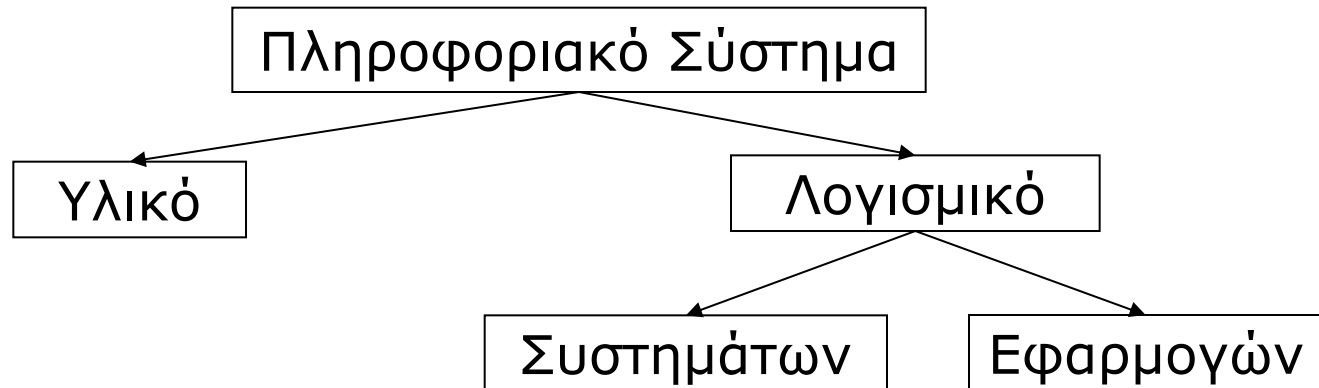 Πληροφοριακό Σύστημα
Υλικό
Λογισμικό
Συστημάτων
Εφαρμογών